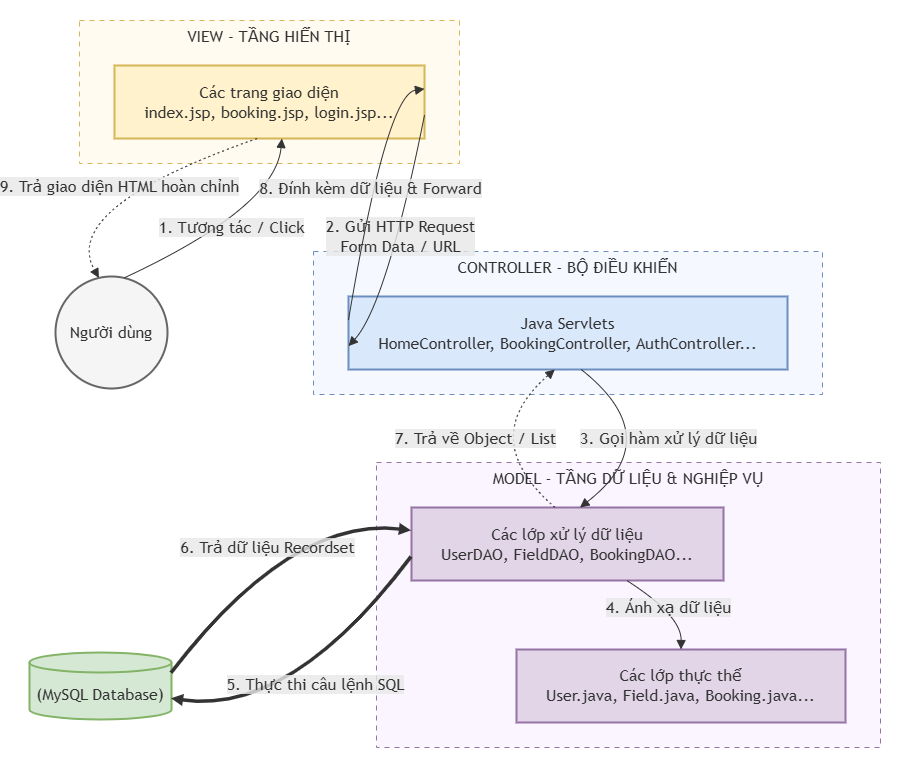 VIEW - TẦNG HIỂN THỊ
Các trang giao diện
index.jsp, booking.jsp, login.jsp...
9. Trả giao diện HTML hoàn chỉnh
8. Đính kèm dữ liệu & Forward
1. Tương tác / Click
2. Gửi HTTP Request
Form Data / URL
CONTROLLER - BỘ ĐIỀU KHIỂN
Người dùng
Java Servlets
HomeController, BookingController, AuthController...
7. Trả về Object / List
3. Gọi hàm xử lý dữ liệu
MODEL - TẦNG DỮ LIỆU & NGHIỆP VỤ
Các lớp xử lý dữ liệu
UserDAO, FieldDAO, BookingDAO...
6. Trả dữ liệu Recordset
4. Ánh xạ dữ liệu
5. Thực thi câu lệnh SQL
(MySQL Database)
Các lớp thực thể
User.java, Field.java, Booking.java...